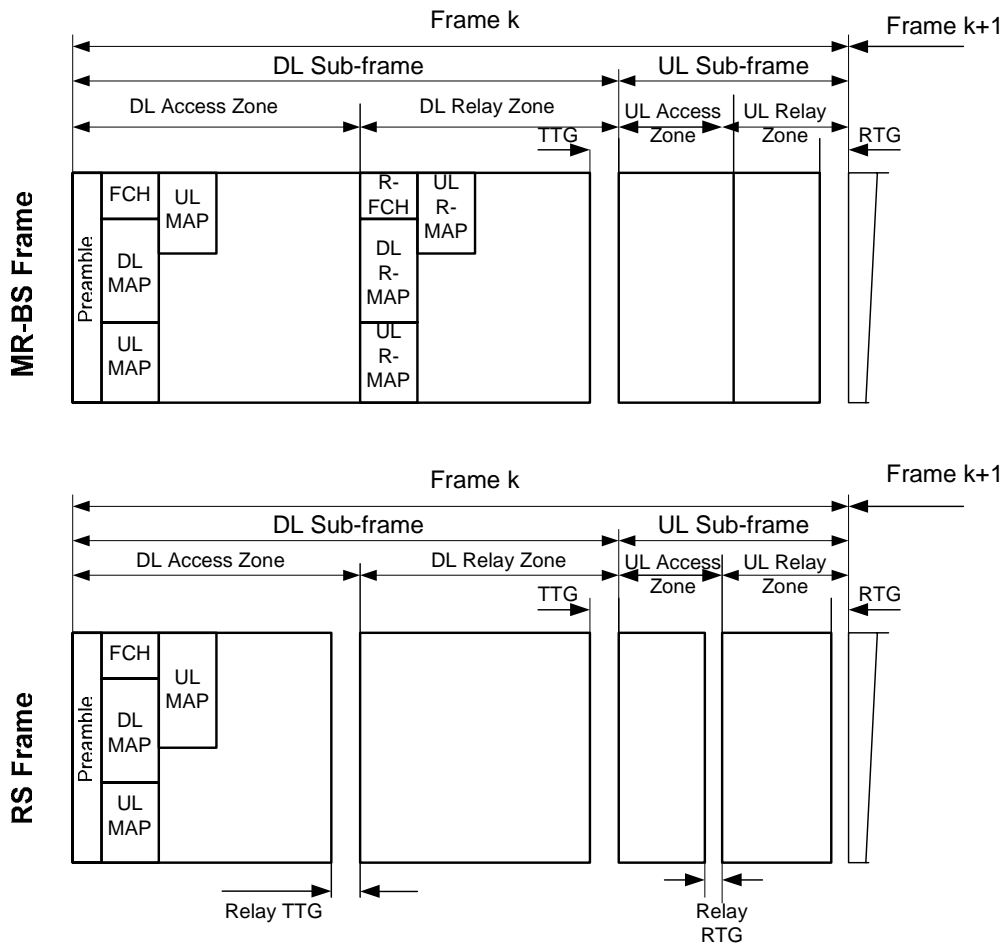 Frame k
Frame k+1
DL Sub-frame
UL Sub-frame
DL Access Zone
DL Relay Zone
UL Access
Zone
UL Relay
Zone
TTG
RTG
MR-BS Frame
Preamble
FCH
DL
MAP
UL
MAP
UL
MAP
R-
FCH
DL
R-
MAP
UL
R-
MAP
UL
R-
MAP
Frame k
Frame k+1
DL Sub-frame
UL Sub-frame
DL Access Zone
DL Relay Zone
UL Access
Zone
UL Relay
Zone
TTG
RTG
RS Frame
Preamble
FCH
DL
MAP
UL
MAP
UL
MAP
Relay TTG
Relay
RTG